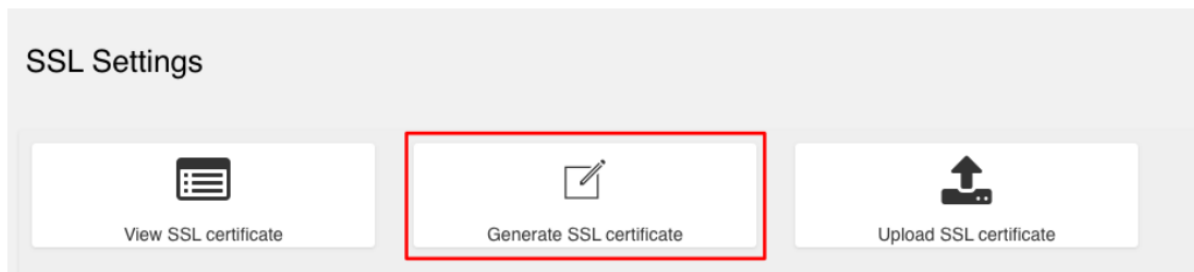 SSL Settings
View SSL certificate
Generate SSL certificate
Upload SSL certificate